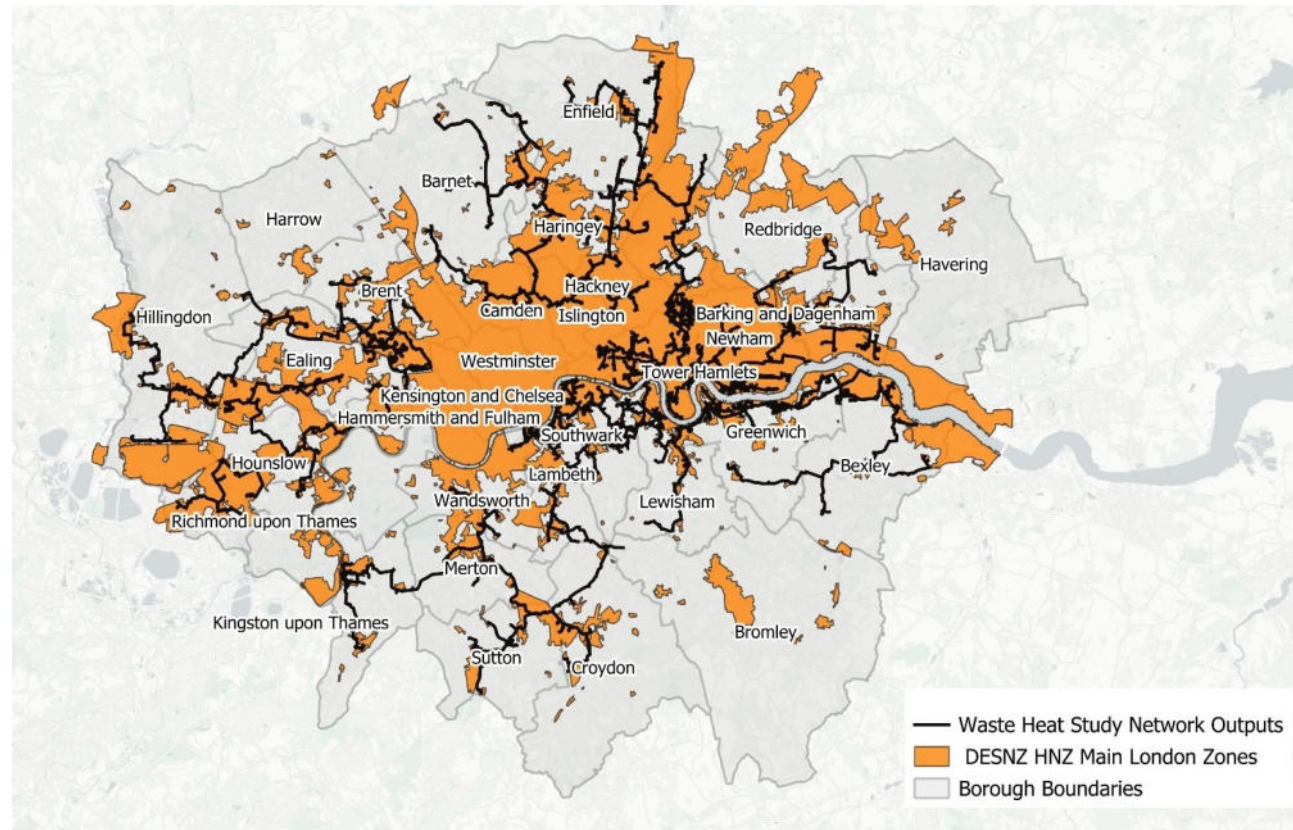 Enfield
Barnet
Harrow
Haringey
Redbridge
Havering
Hackney
Brent
Camden
Islington
Barking and Dagenham
Hillingdon
Newham
Ealing
Westminster
Tower Hamlets
Kensington and Chelsea
Hammersmith and Fulham
Southwark
Greenwich
Hounslow
Bexley
Lambeth
Wandsworth
Lewisham
Richmond upon Thames
Merton
Kingston upon Thames
Bromley
Sutton
Croydon
Waste Heat Study Network Outputs
DESNZ HNZ Main London Zones
Borough Boundaries